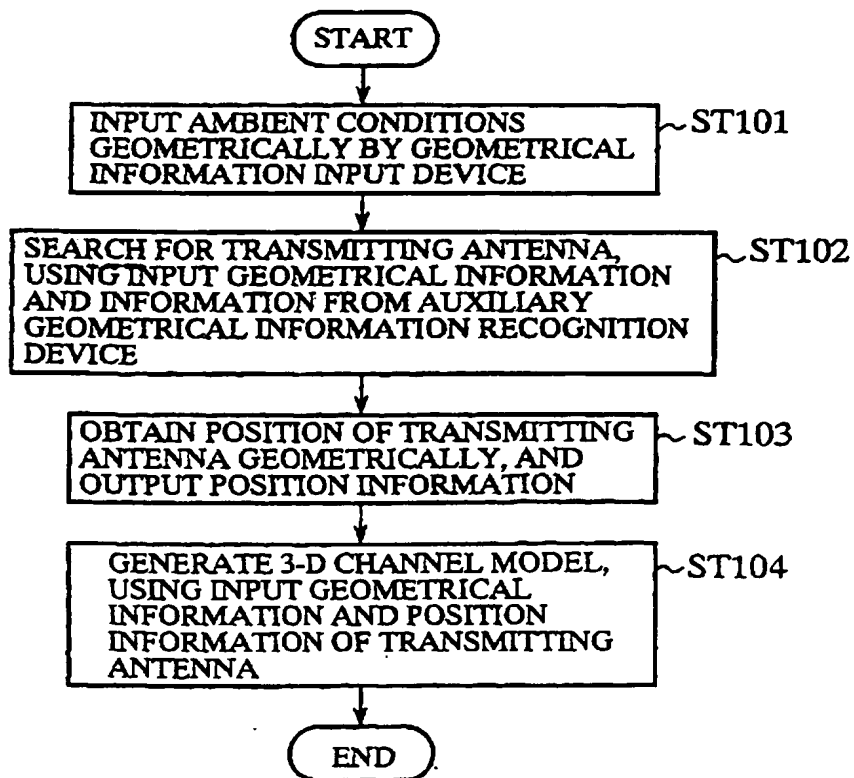 START
INPUT AMBIENT CONDITIONS
GEOMETRICALLY BY GEOMETRICAL
INFORMATION INPUT DEVICE
ST101
SEARCH FOR TRANSMITTING ANTENNA,
USING INPUT GEOMETRICAL INFORMATION
AND INFORMATION FROM AUXILIARY
GEOMETRICAL INFORMATION RECOGNITION
DEVICE
ST102
OBTAIN POSITION OF TRANSMITTING
ANTENNA GEOMETRICALLY, AND
OUTPUT POSITION INFORMATION
ST103
GENERATE 3-D CHANNEL MODEL,
USING INPUT GEOMETRICAL
INFORMATION AND POSITION
INFORMATION OF TRANSMITTING
ANTENNA
ST104
END